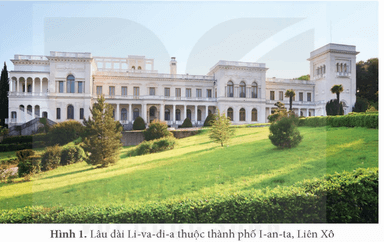 Hình 1. Lâu đài Li-va-đi-a thuộc thành phố I-an-ta, Liên Xô